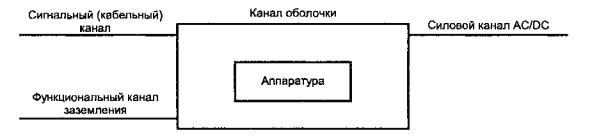 Сигнальный (кабельный)
канал
Канал оболочки
Силовой канал AC/DC
Аппаратура
Функциональный канал
заземления